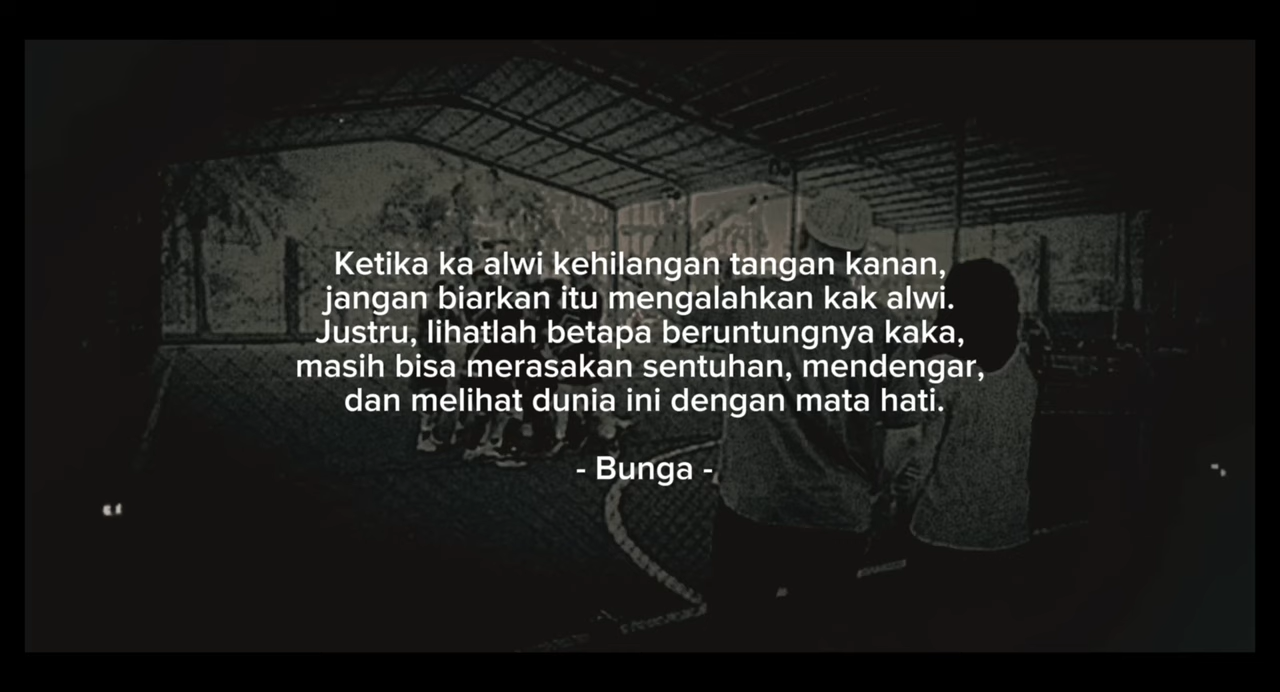 Ketika ka alwi kehilangan tangan kanan,
jangan biarkan itu mengalahkan kak alwi.
Justru, lihatlah betapa beruntungnya kaka,
masih bisa merasakan sentuhan, mendengar,
dan melihat dunia ini dengan mata hati.
- Bunga -